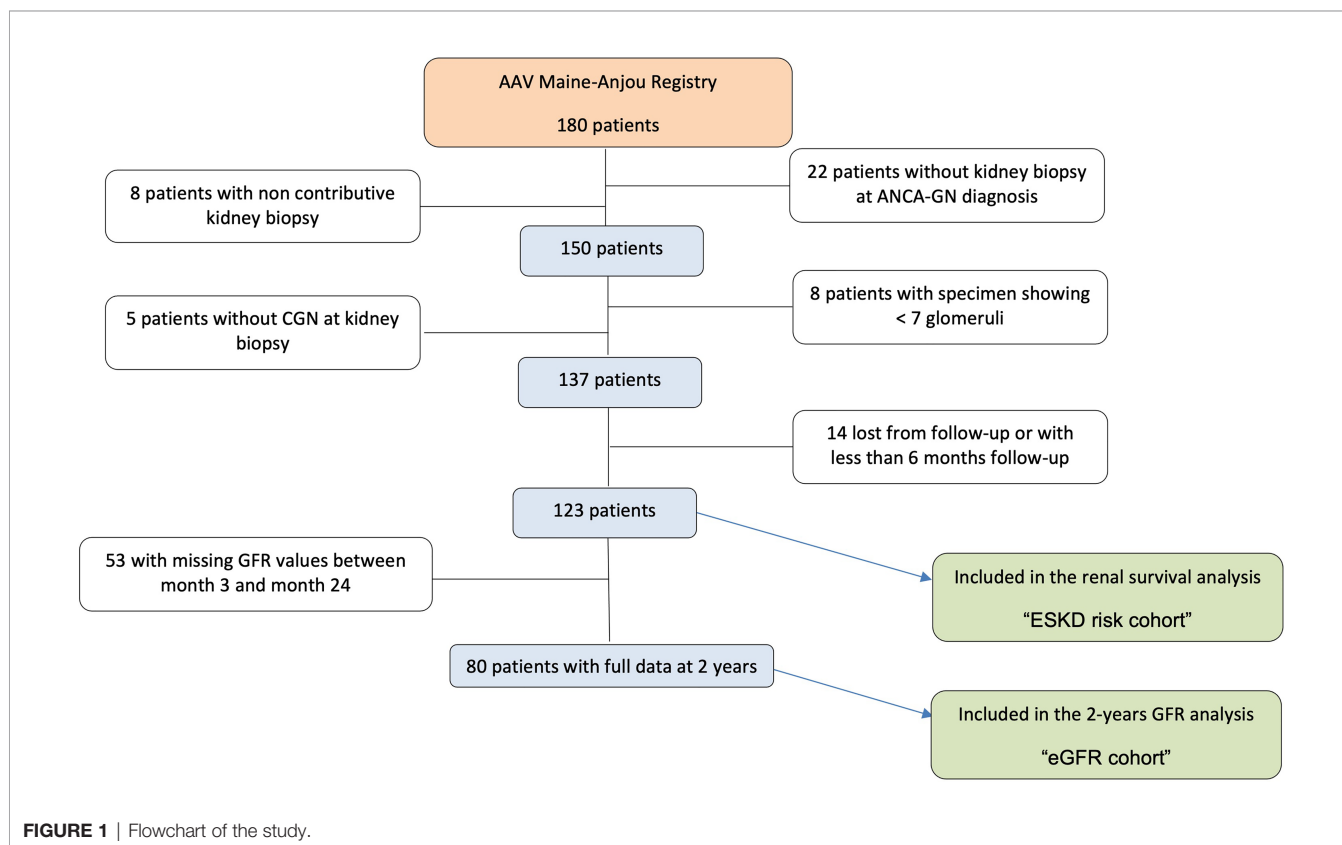 AAV Maine-Anjou Registry
180 patients
8 patients with non contributive
kidney biopsy
22 patients without kidney biopsy
at ANCA-GN diagnosis
150 patients
5 patients without CGN at kidney
biopsy
8 patients with specimen showing
< 7 glomeruli
137 patients
14 lost from follow-up or with
less than 6 months follow-up
123 patients
53 with missing GFR values between
month 3 and month 24
Included in the renal survival analysis
“ESKD risk cohort”
80 patients with full data at 2 years
Included in the 2-years GFR analysis
“eGFR cohort”
FIGURE 1 | Flowchart of the study.